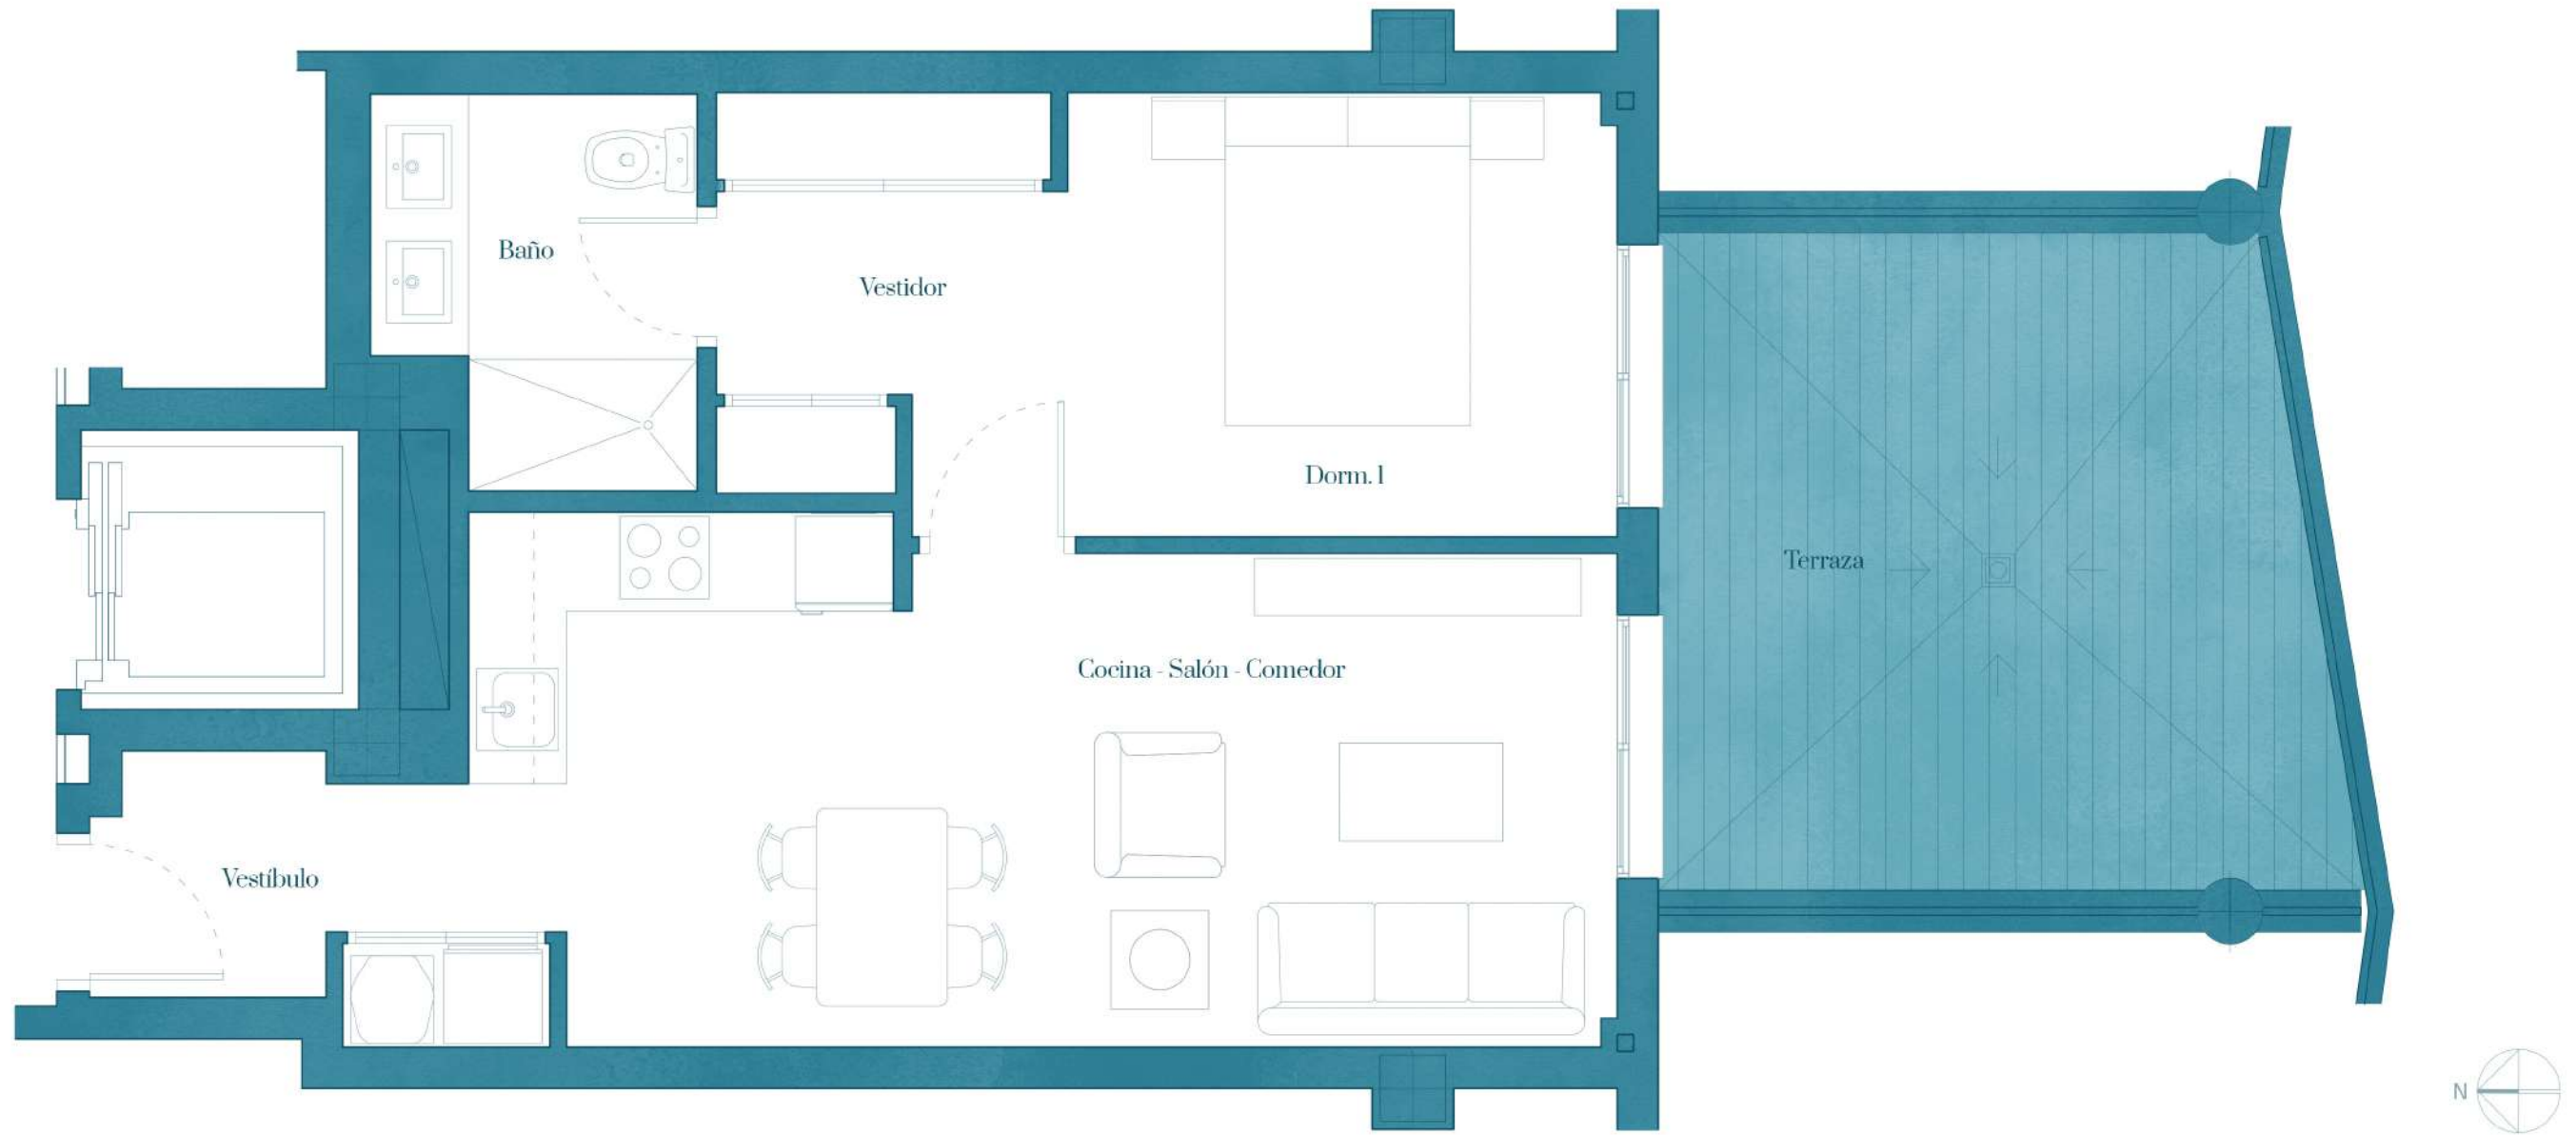 Baño
Vestidor
Dorm. 1
Terraza
Cocina - Salón - Comedor
Vestíbulo
N